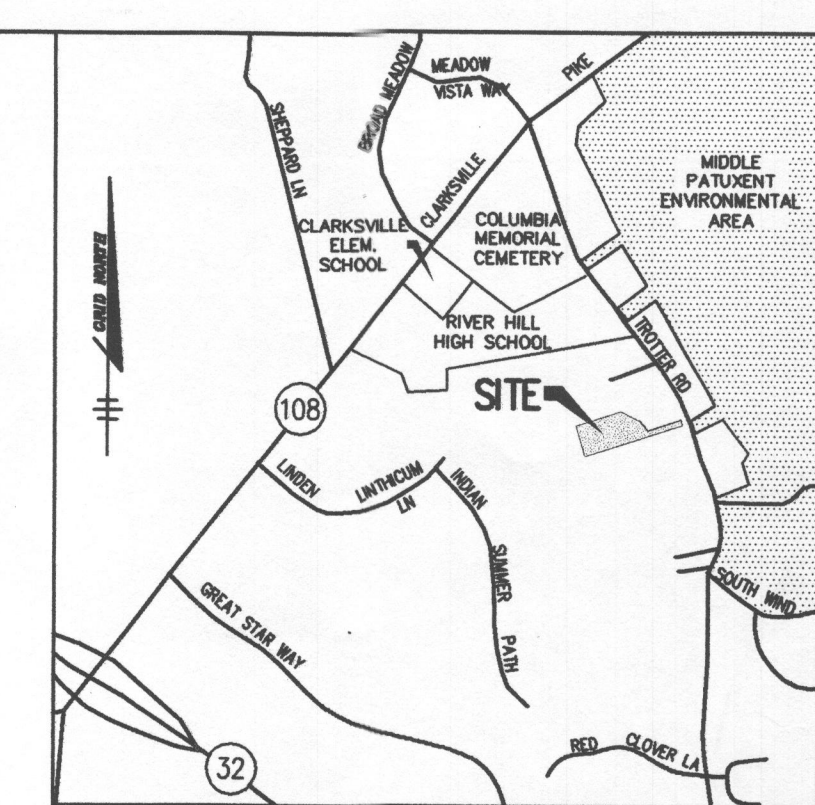 BROAD MEADOW
MEADOW
VISTA WAY
PIKE
SHEPPARD LN
CLARKSVILLE
MIDDLE
PATUXENT
ENVIRONMENTAL
AREA
CLARKSVILLE
ELEM.
SCHOOL
COLUMBIA
MEMORIAL
CEMETERY
GRID NORTH
RIVER HILL
HIGH SCHOOL
TROTTER RD
SITE
108
LINDEN
LINTHICUM
LN
INDIAN
SUMMER
PATH
GREAT STAR WAY
SOUTH WIND
RED CLOVER LA
32